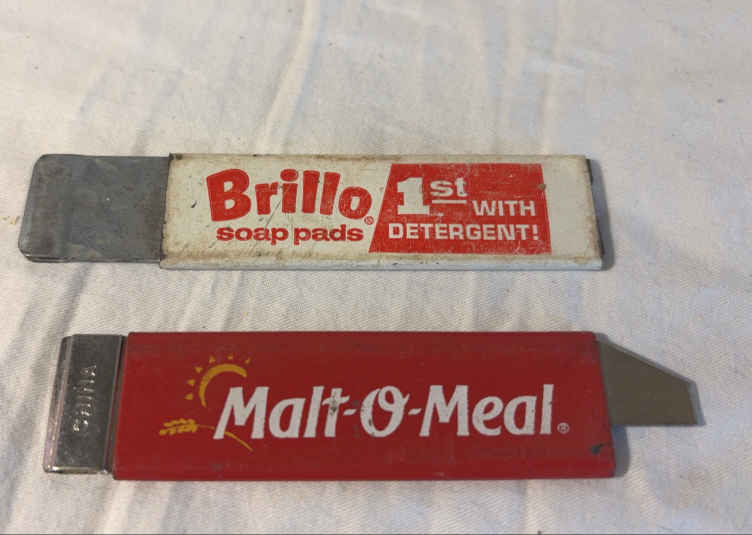 Brillo®
soap pads
1st WITH
DETERGENT!
CHINA
Malt-O-Meal®